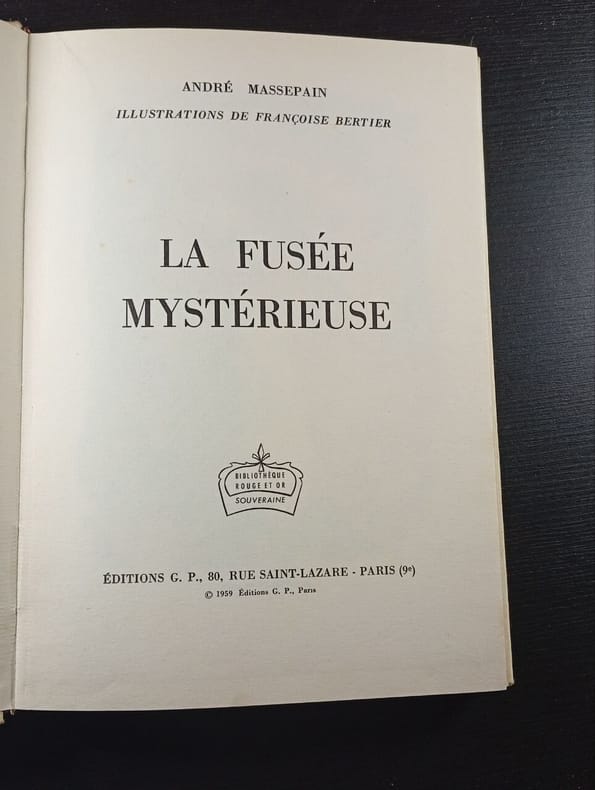 ANDRÉ MASSEPAIN
ILLUSTRATIONS DE FRANÇOISE BERTIER
LA FUSÉE
MYSTÉRIEUSE
BIBLIOTHÈQUE
ROUGE ET OR
SOUVERAINE
ÉDITIONS G. P., 80, RUE SAINT-LAZARE - PARIS (9e)
© 1959 Éditions G. P., Paris